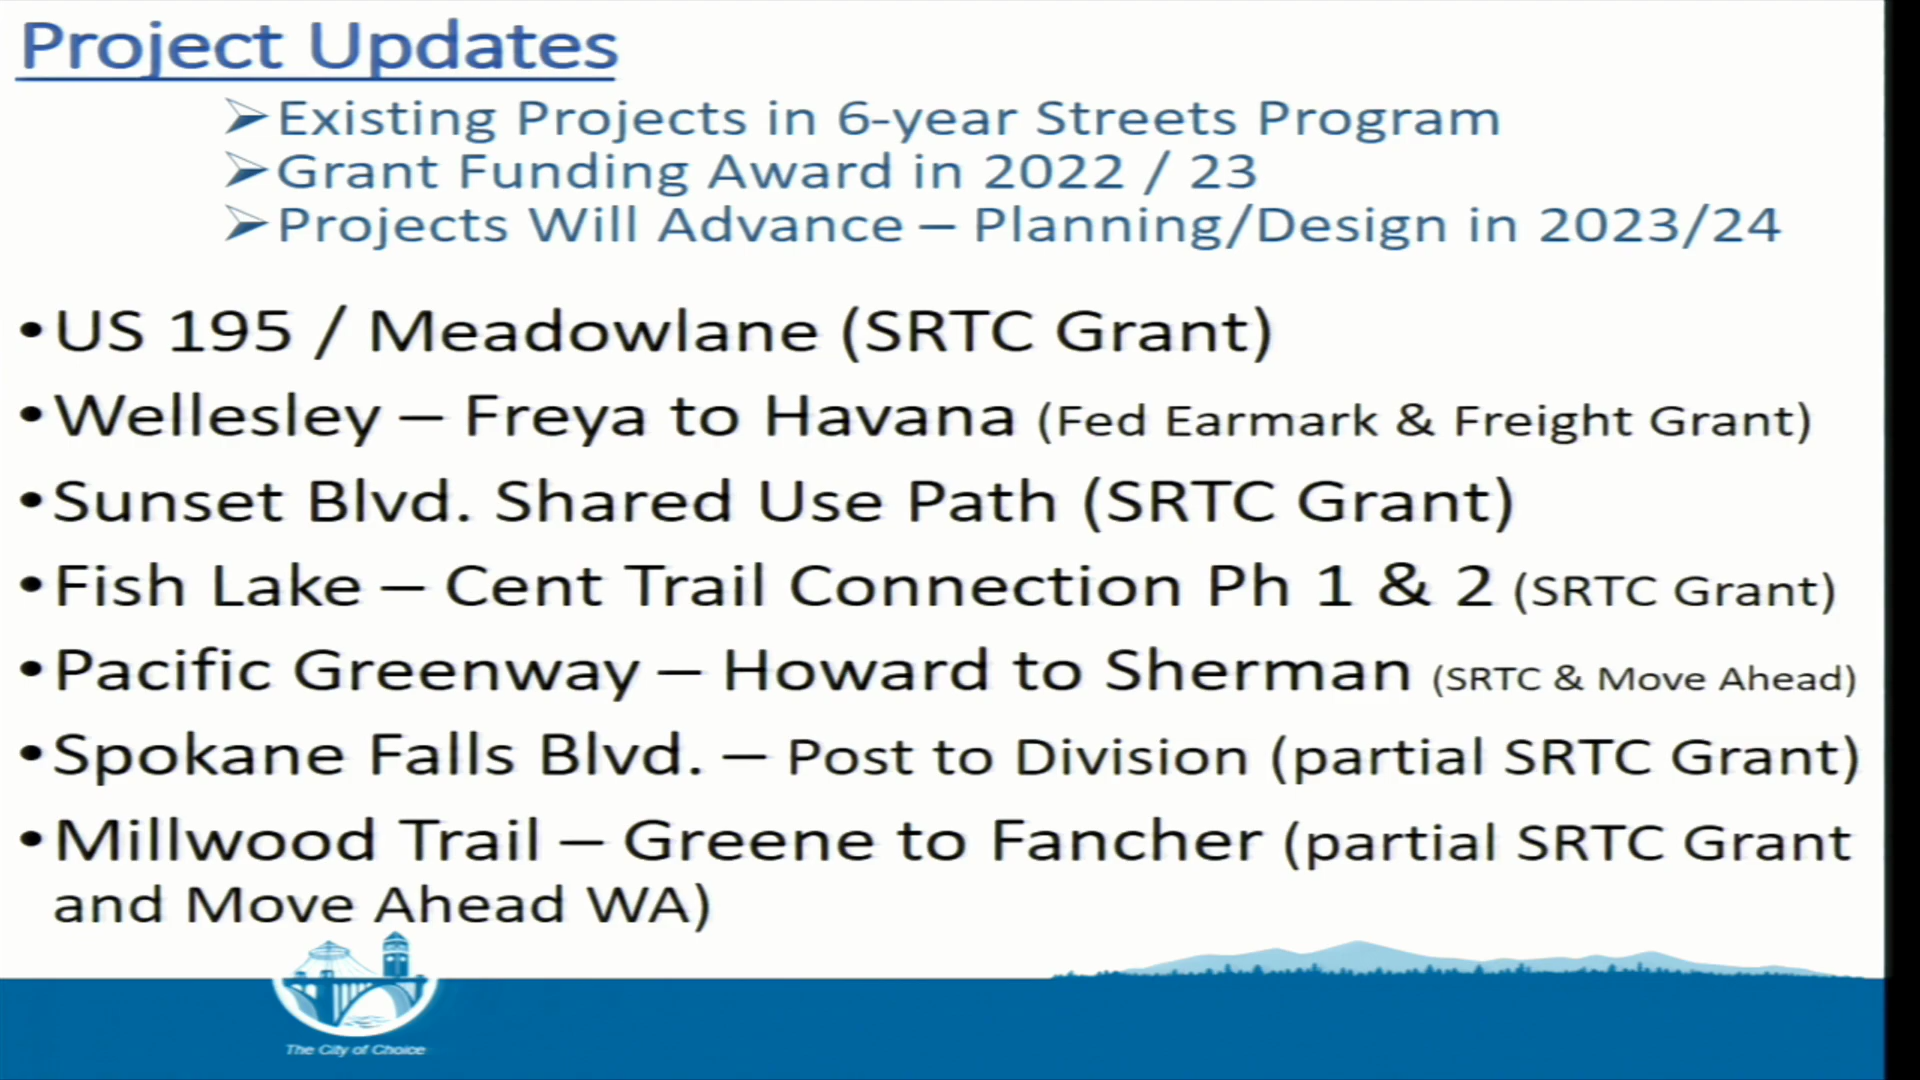 Project Updates
➢Existing Projects in 6-year Streets Program
➢Grant Funding Award in 2022 / 23
➢Projects Will Advance – Planning/Design in 2023/24
•US 195 / Meadowlane (SRTC Grant)
•Wellesley – Freya to Havana (Fed Earmark & Freight Grant)
•Sunset Blvd. Shared Use Path (SRTC Grant)
•Fish Lake – Cent Trail Connection Ph 1 & 2 (SRTC Grant)
•Pacific Greenway – Howard to Sherman (SRTC & Move Ahead)
•Spokane Falls Blvd. – Post to Division (partial SRTC Grant)
•Millwood Trail – Greene to Fancher (partial SRTC Grant
and Move Ahead WA)
The City of Choice